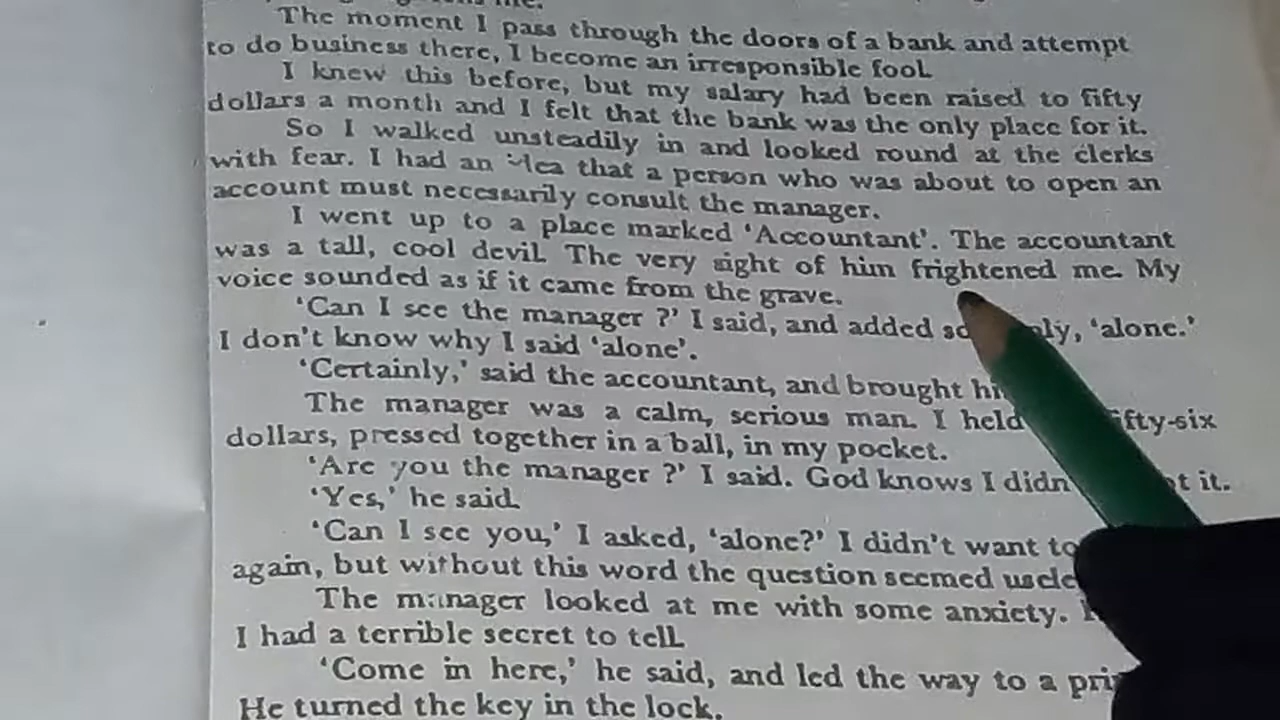 me.
The moment I pass through the doors of a bank and attempt
to do business there, I become an irresponsible fool.
I knew this before, but my salary had been raised to fifty
dollars a month and I felt that the bank was the only place for it.
So I walked unsteadily in and looked round at the clerks
with fear. I had an idea that a person who was about to open an
account must necessarily consult the manager.
I went up to a place marked ‘Accountant’. The accountant
was a tall, cool devil. The very sight of him frightened me. My
voice sounded as if it came from the grave.
‘Can I see the manager ?’ I said, and added ‘alone.’
I don’t know why I said ‘alone’.
‘Certainly,’ said the accountant, and brought
The manager was a calm, serious man. I held fifty-six
dollars, pressed together in a ball, in my pocket.
‘Are you the manager ?’ I said. God knows I it.
‘Yes,’ he said.
‘Can I see you,’ I asked, ‘alone?’ I didn’t want to
again, but without this word the question seemed
The manager looked at me with some anxiety.
I had a terrible secret to tell.
‘Come in here,’ he said, and led the way to a
He turned the key in the lock.